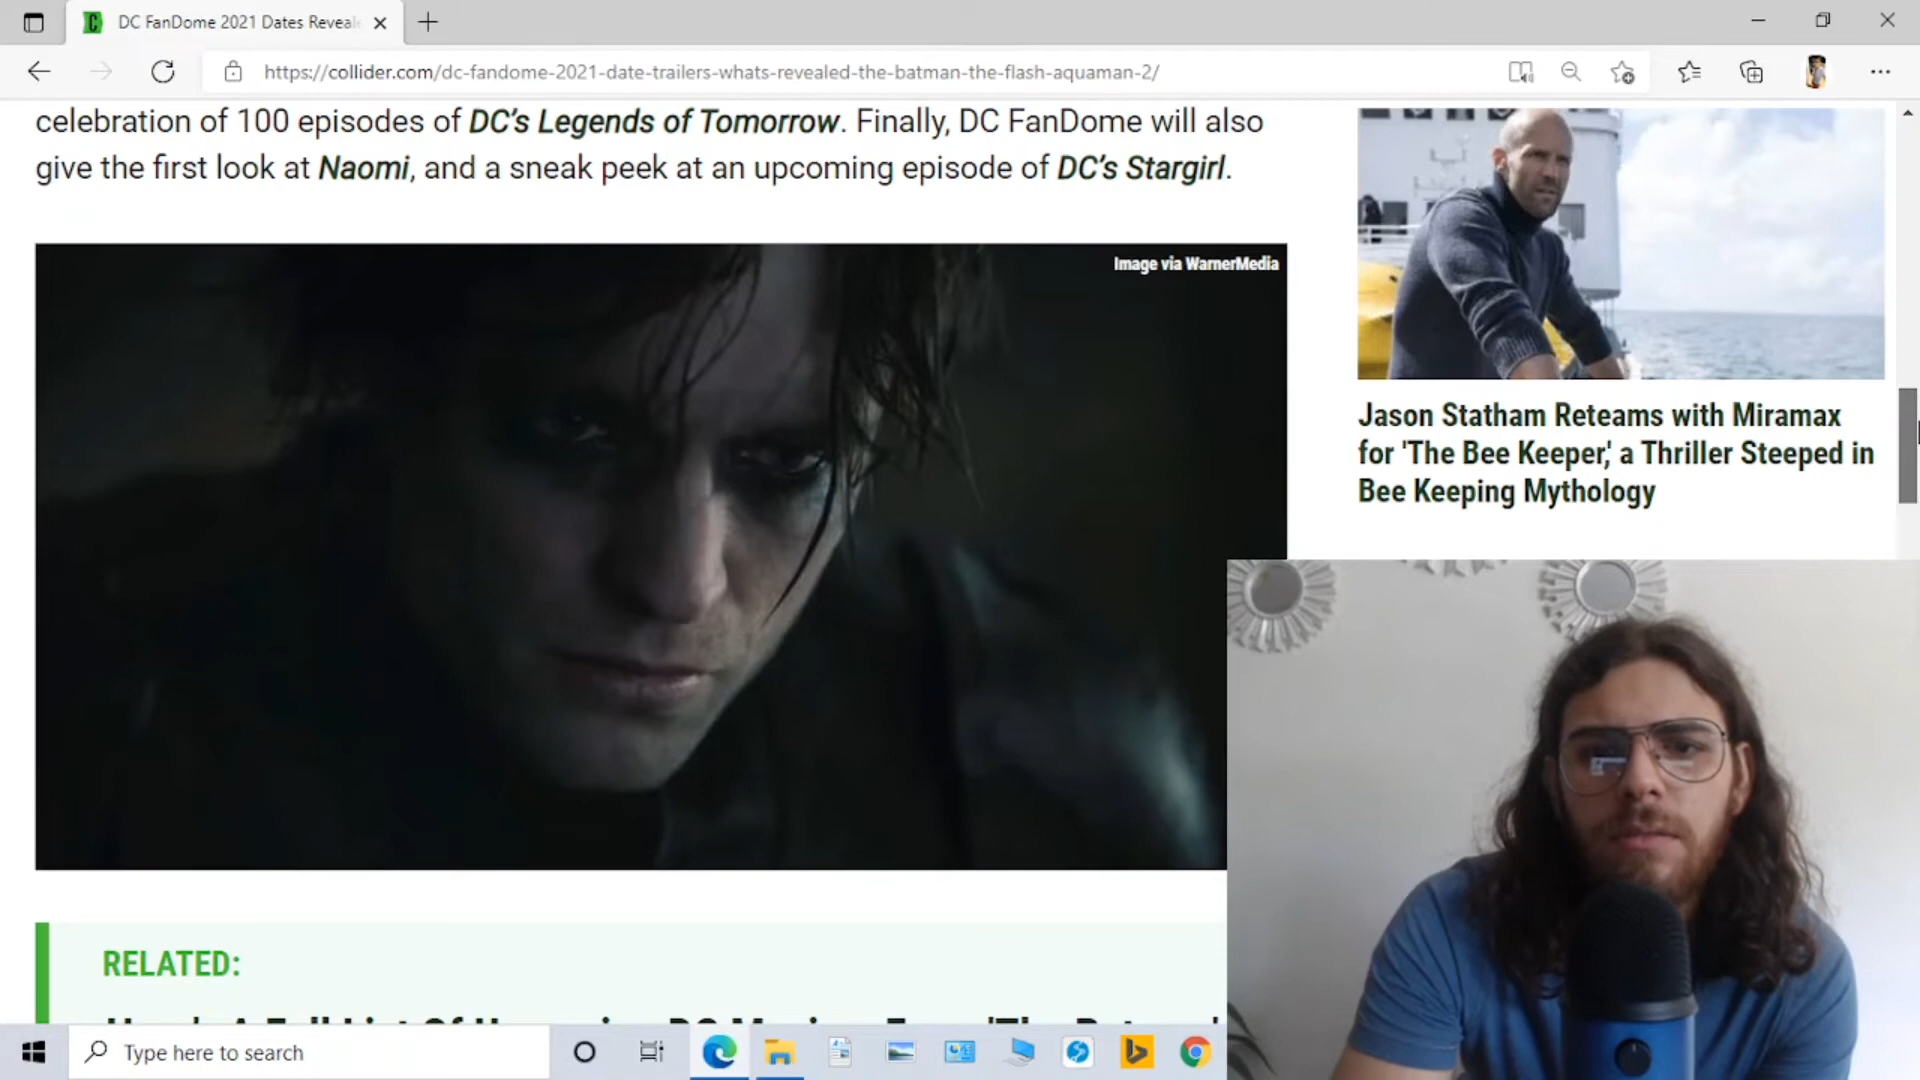 DC FanDome 2021 Dates Reveal
https://collider.com/dc-fandome-2021-date-trailers-whats-revealed-the-batman-the-flash-aquaman-2/
celebration of 100 episodes of DC's Legends of Tomorrow. Finally, DC FanDome will also
give the first look at Naomi, and a sneak peek at an upcoming episode of DC's Stargirl.
Image via WarnerMedia
Jason Statham Reteams with Miramax
for 'The Bee Keeper,' a Thriller Steeped in
Bee Keeping Mythology
RELATED:
Type here to search